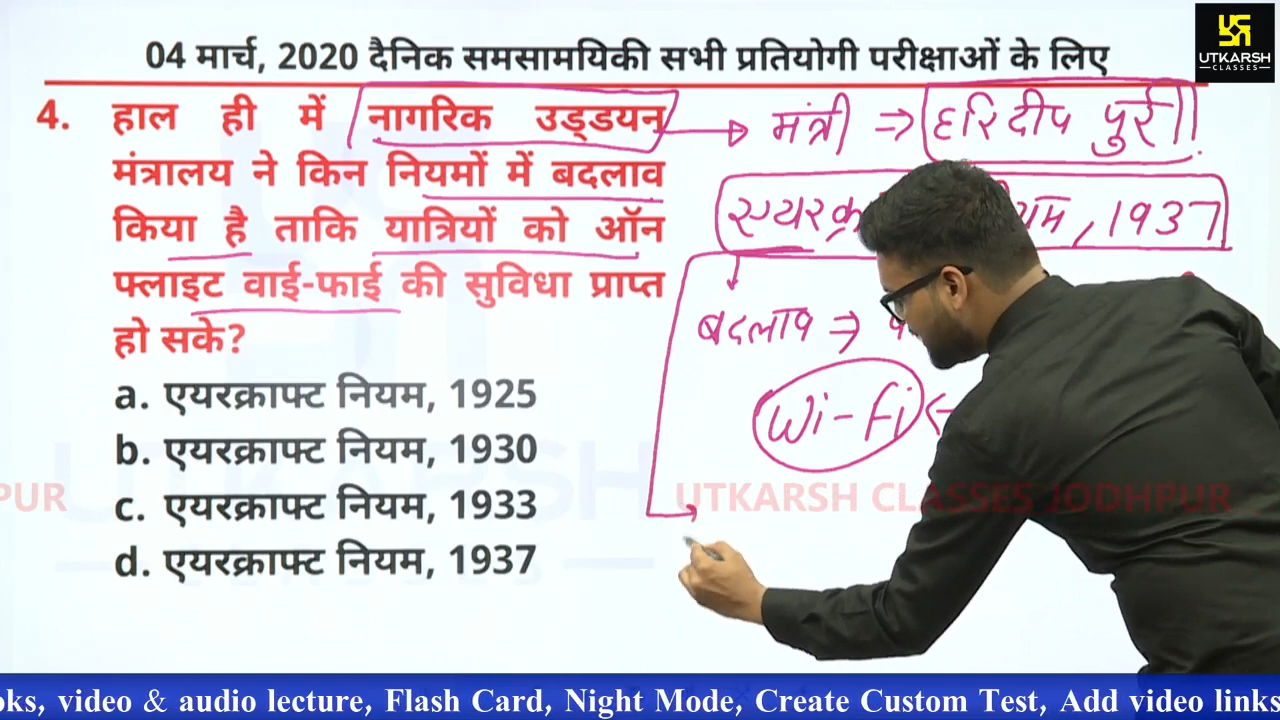 04 मार्च, 2020 दैनिक समसामयिकी सभी प्रतियोगी परीक्षाओं के लिए
UTKARSH
CLASSES
4. हाल ही में नागरिक उड्डयन
मंत्रालय ने किन नियमों में बदलाव
किया है ताकि यात्रियों को ऑन
फ्लाइट वाई-फाई की सुविधा प्राप्त
हो सके?
a. एयरक्राफ्ट नियम, 1925
b. एयरक्राफ्ट नियम, 1930
c. एयरक्राफ्ट नियम, 1933
d. एयरक्राफ्ट नियम, 1937
मंत्री ⇒ हरिदीप पुरी
, 1937
बदलाव ⇒
Wi-Fi
PUR
UTKARSH
UTKARSH CLASSES JODHPUR
oks, video & audio lecture, Flash Card, Night Mode, Create Custom Test, Add video links